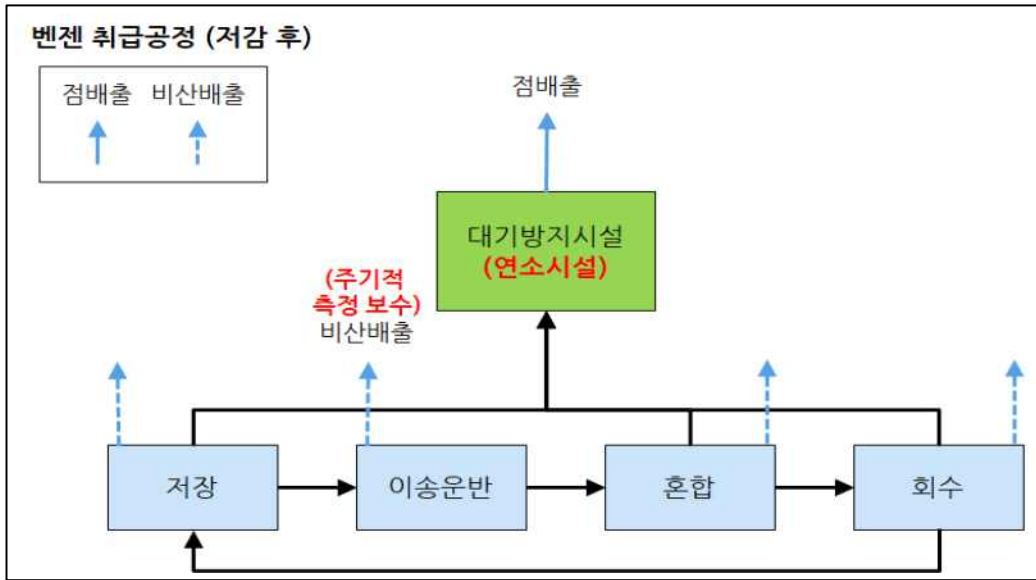 벤젠 취급공정 (저감 후)
점배출 비산배출
점배출
대기방지시설
(연소시설)
(주기적
측정 보수)
비산배출
저장
이송운반
혼합
회수